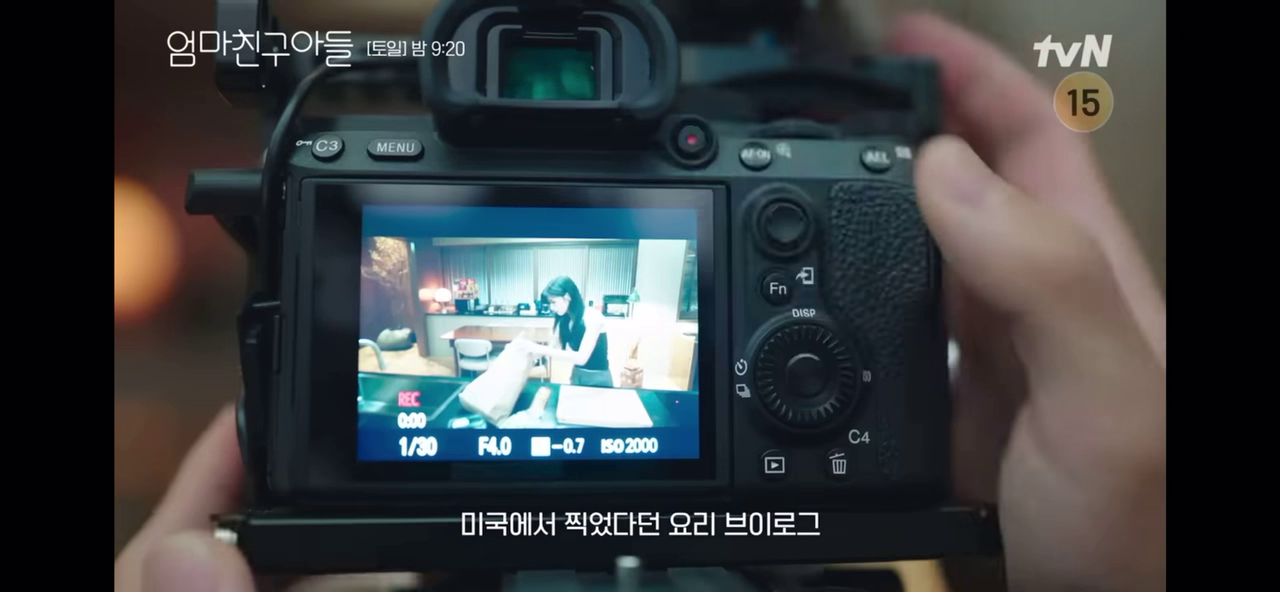 엄마친구아들 [토일] 밤 9:20
tvN
15
C3
MENU
AF-ON
AEL
Fn
DISP
REC
0:00
1/30 F4.0 -0.7 ISO 2000
C4
미국에서 찍었다던 요리 브이로그